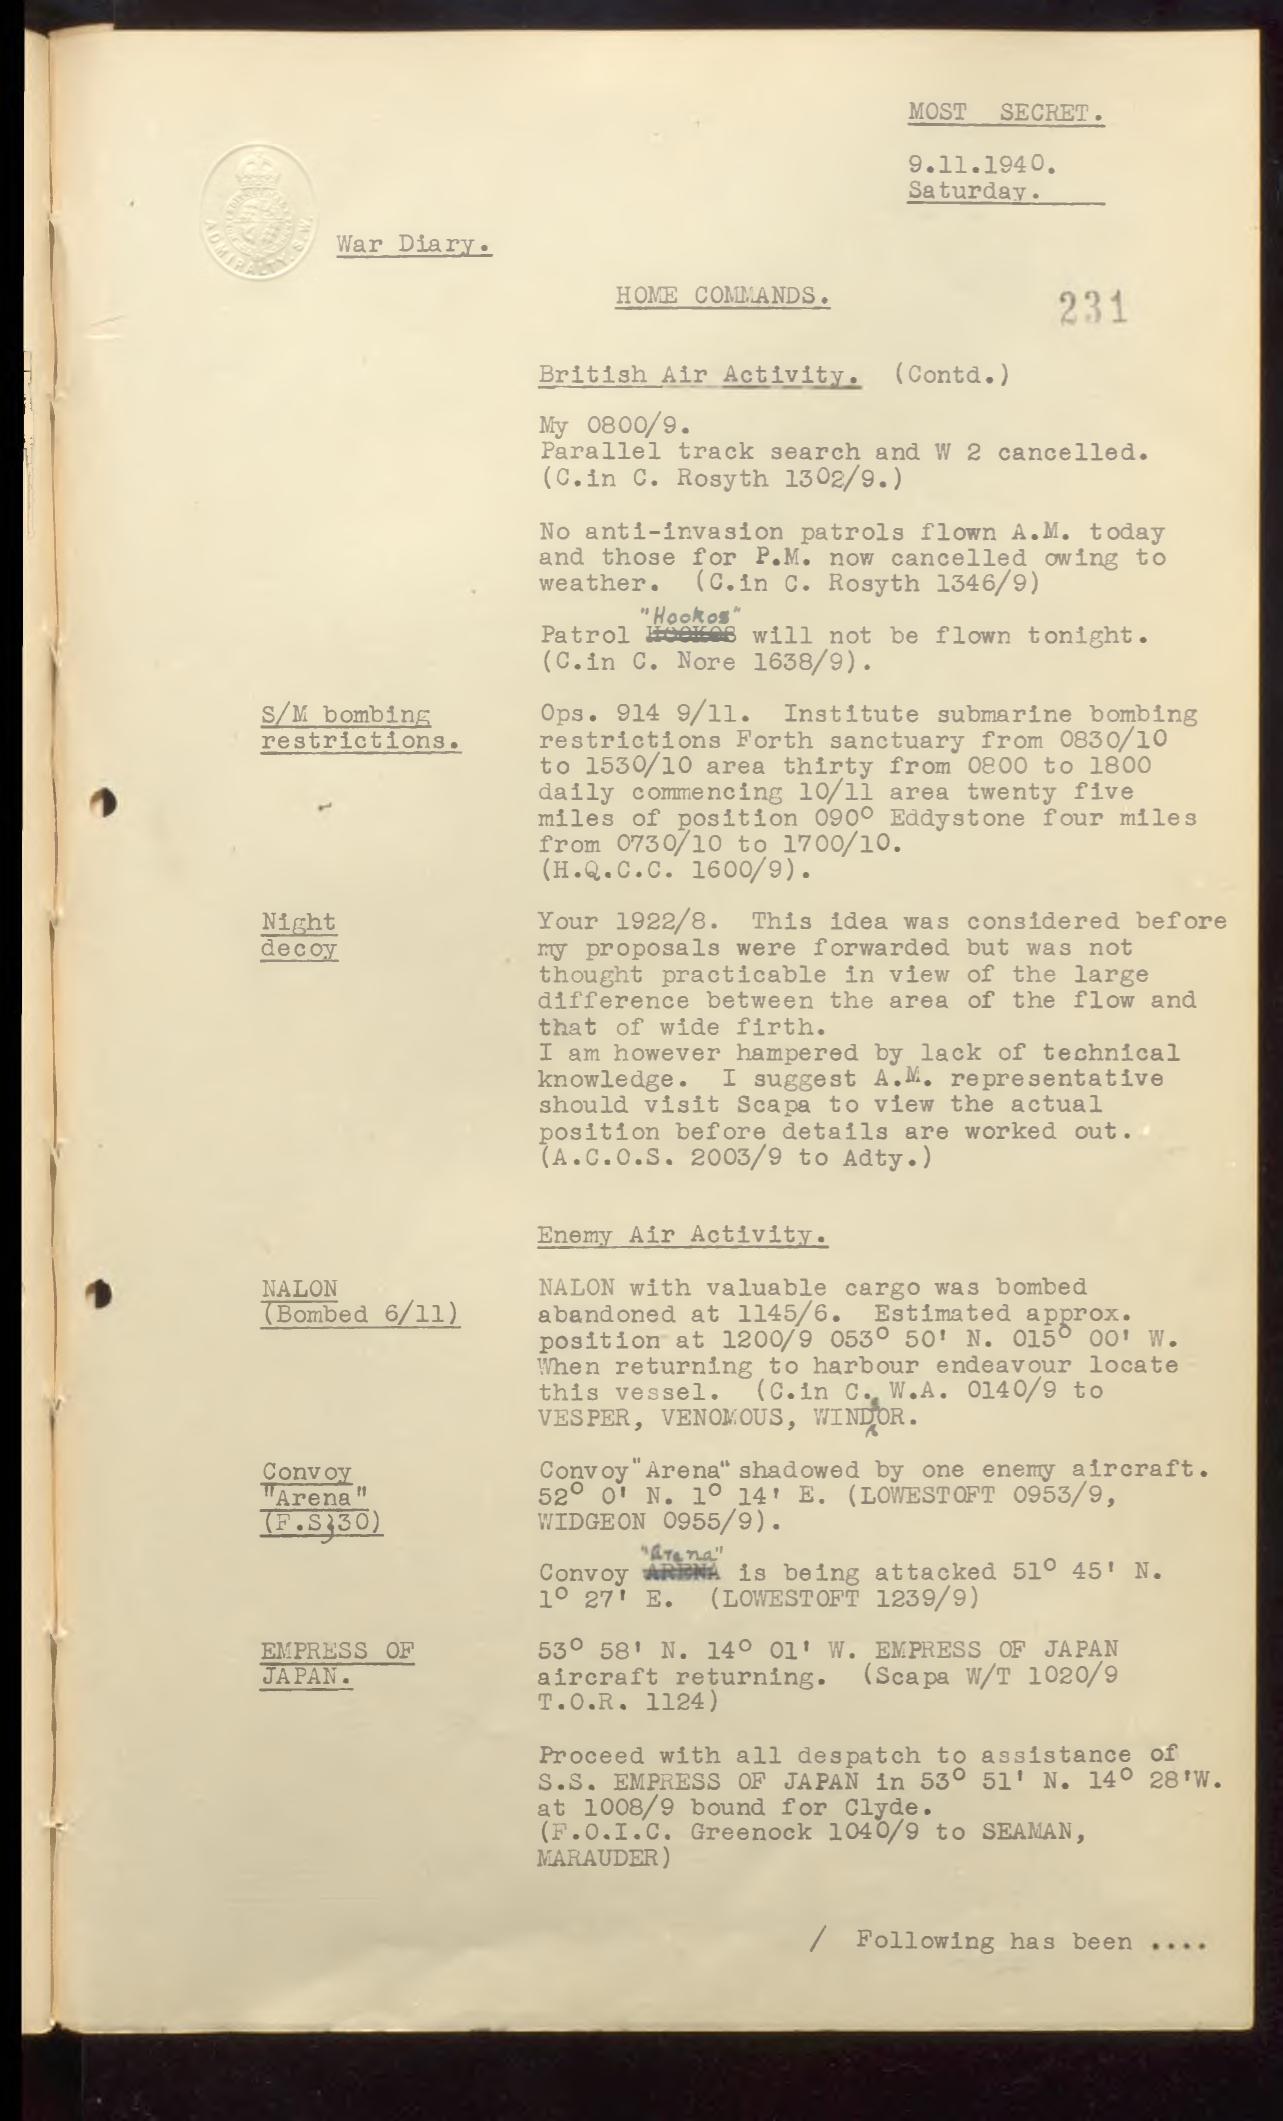 MOST SECRET.
9.11.1940.
Saturday.
ADMIRALTY. S.W.
War Diary.
HOME COMMANDS.
231
British Air Activity. (Contd.)
My 0800/9.
Parallel track search and W 2 cancelled.
(C.in C. Rosyth 1302/9.)
No anti-invasion patrols flown A.M. today
and those for P.M. now cancelled owing to
weather. (C.in C. Rosyth 1346/9)
"Hookos"
Patrol HOOKOS will not be flown tonight.
(C.in C. Nore 1638/9).
S/M bombing
restrictions.
Ops. 914 9/11. Institute submarine bombing
restrictions Forth sanctuary from 0830/10
to 1530/10 area thirty from 0800 to 1800
daily commencing 10/11 area twenty five
miles of position 090° Eddystone four miles
from 0730/10 to 1700/10.
(H.Q.C.C. 1600/9).
Night
decoy
Your 1922/8. This idea was considered before
my proposals were forwarded but was not
thought practicable in view of the large
difference between the area of the flow and
that of wide firth.
I am however hampered by lack of technical
knowledge. I suggest A.M. representative
should visit Scapa to view the actual
position before details are worked out.
(A.C.O.S. 2003/9 to Adty.)
Enemy Air Activity.
NALON
(Bombed 6/11)
NALON with valuable cargo was bombed
abandoned at 1145/6. Estimated approx.
position at 1200/9 053° 50' N. 015° 00' W.
When returning to harbour endeavour locate
this vessel. (C.in C. W.A. 0140/9 to
s
VESPER, VENOMOUS, WINDOR.
Convoy
"Arena"
(F.S.30)
Convoy "Arena" shadowed by one enemy aircraft.
52° 0' N. 1° 14' E. (LOWESTOFT 0953/9,
WIDGEON 0955/9).
"Arena"
Convoy ARENA is being attacked 51° 45' N.
1° 27' E. (LOWESTOFT 1239/9)
EMPRESS OF
JAPAN.
53° 58' N. 14° 01' W. EMPRESS OF JAPAN
aircraft returning. (Scapa W/T 1020/9
T.O.R. 1124)
Proceed with all despatch to assistance of
S.S. EMPRESS OF JAPAN in 53° 51' N. 14° 28'W.
at 1008/9 bound for Clyde.
(F.O.I.C. Greenock 1040/9 to SEAMAN,
MARAUDER)
/ Following has been ....